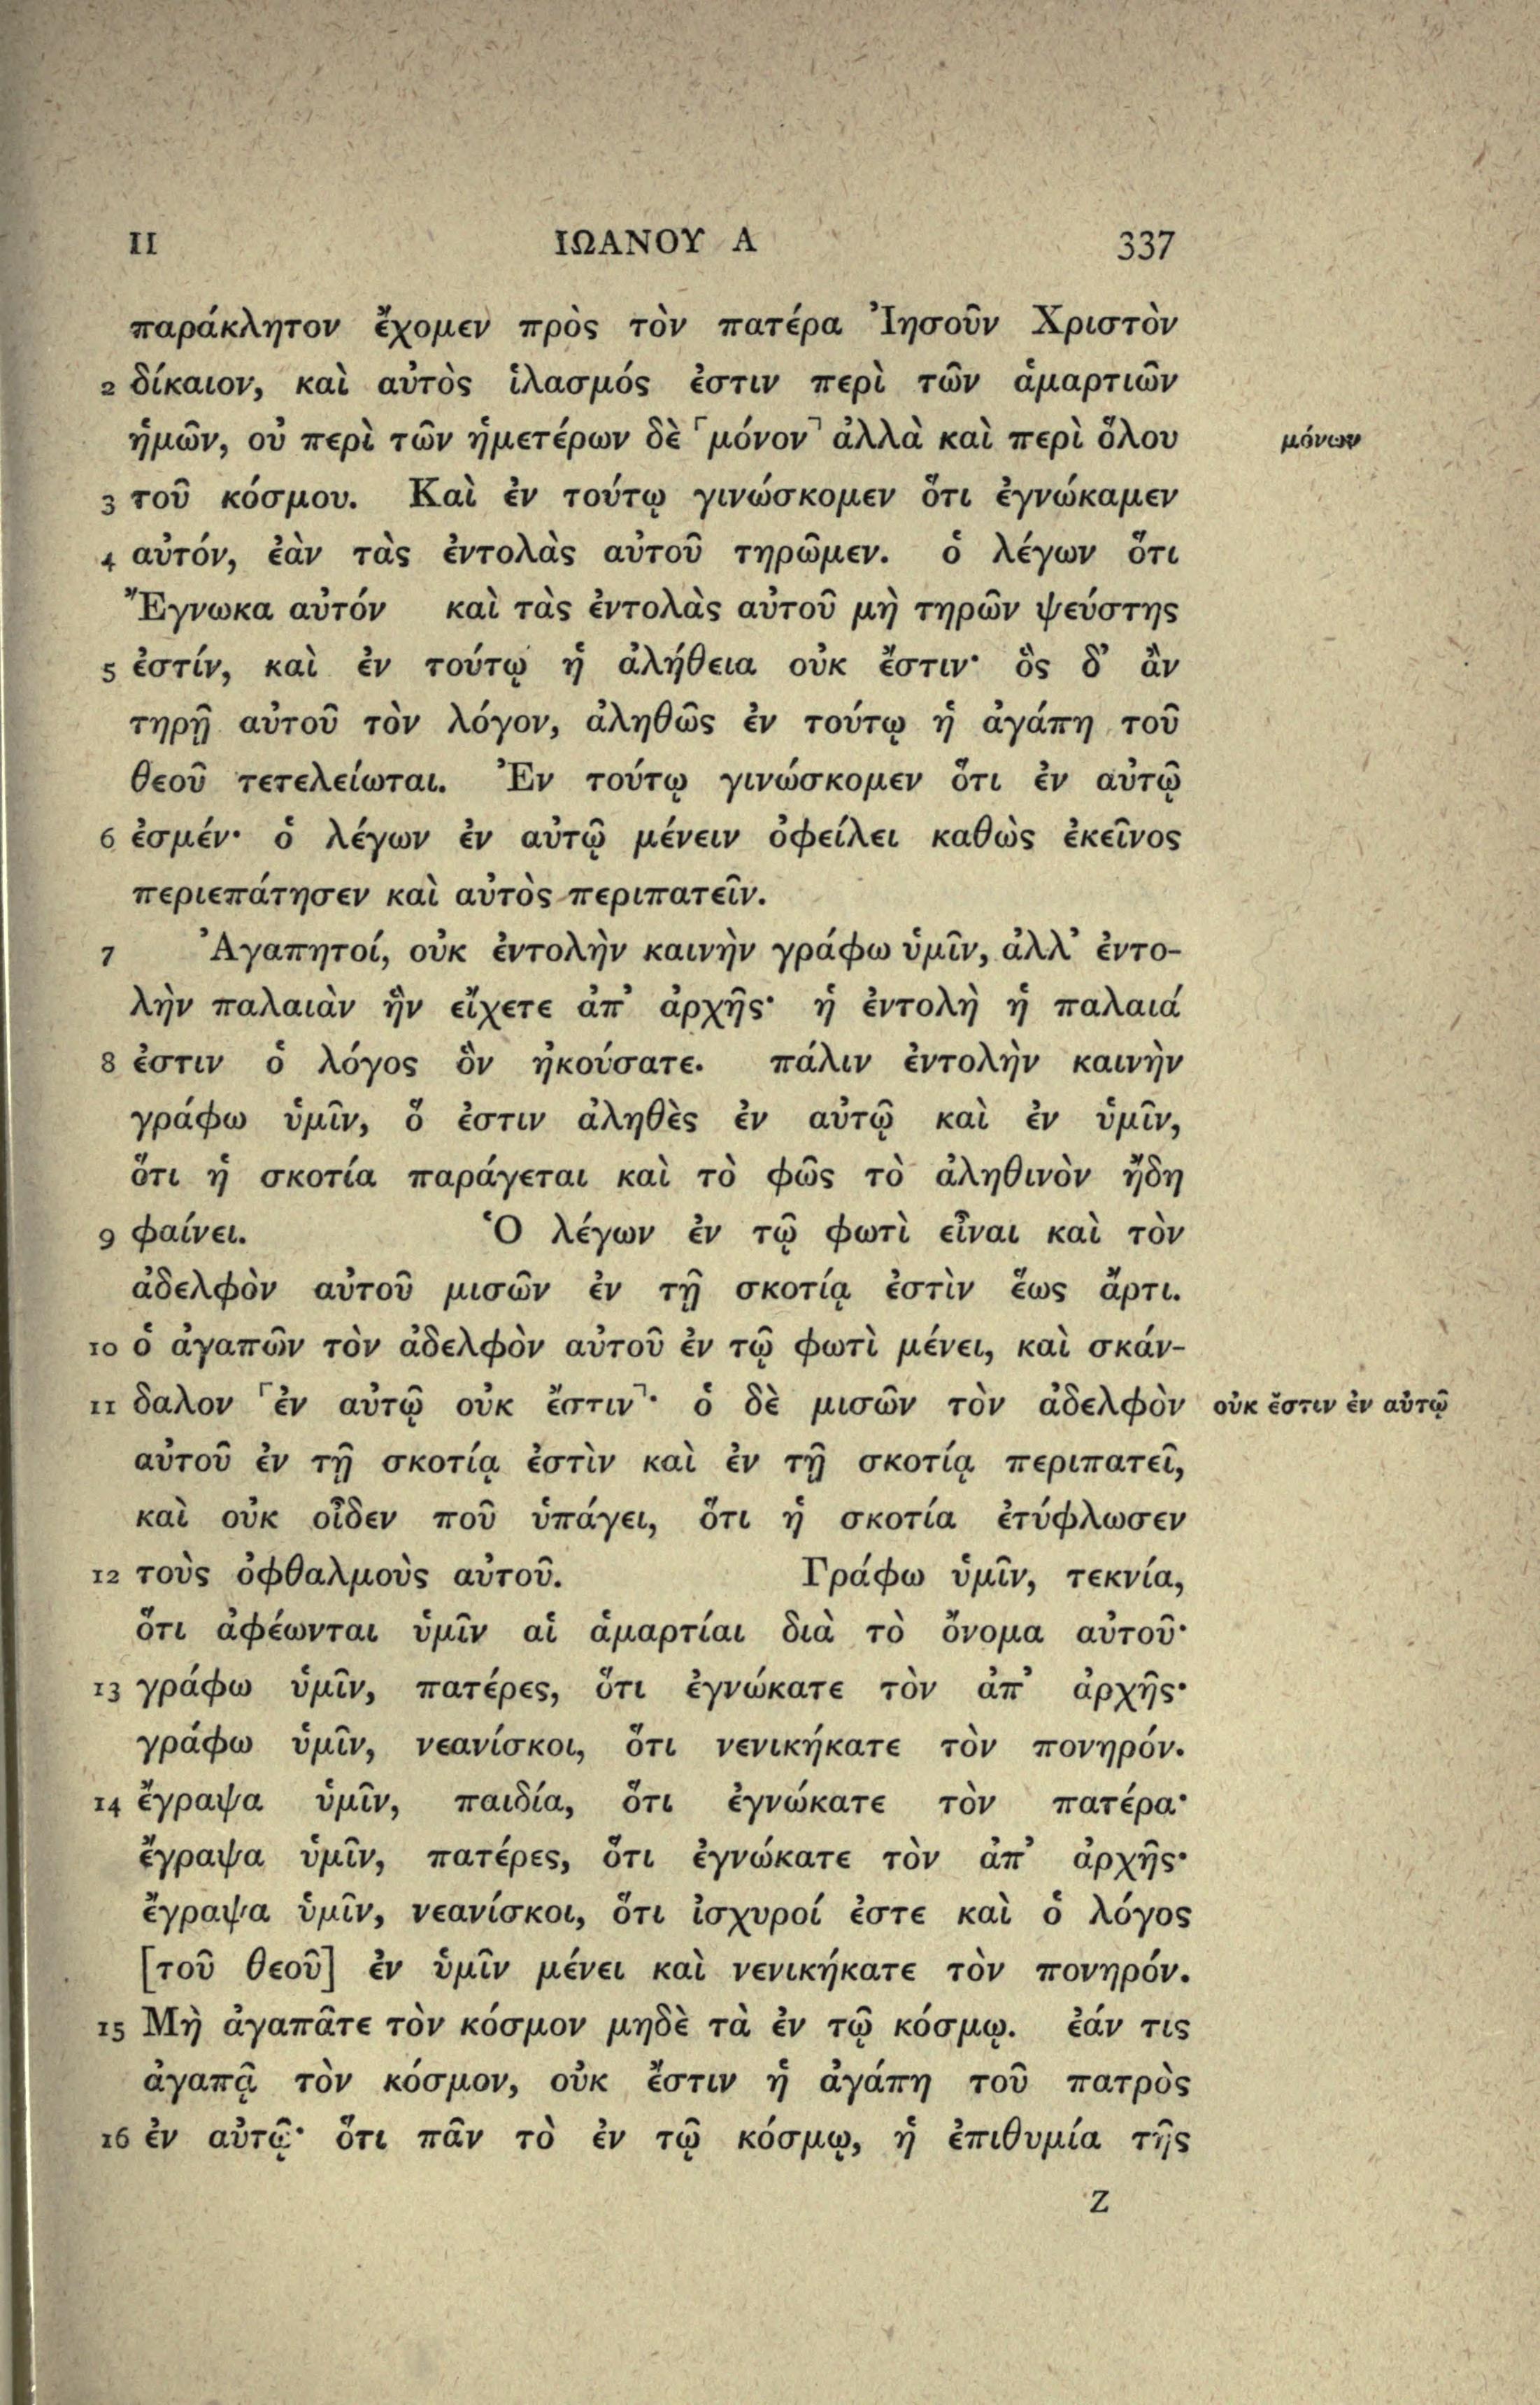 II ΙΩΑΝΟΥ Α 337
παράκλητον ἔχομεν πρὸς τὸν πατέρα Ἰησοῦν Χριστὸν
2 δίκαιον, καὶ αὐτὸς ἱλασμός ἐστιν περὶ τῶν ἁμαρτιῶν
ἡμῶν, οὐ περὶ τῶν ἡμετέρων δὲ ⸀μόνον⸣ ἀλλὰ καὶ περὶ ὅλου μόνων
3 τοῦ κόσμου. Καὶ ἐν τούτῳ γινώσκομεν ὅτι ἐγνώκαμεν
4 αὐτόν, ἐὰν τὰς ἐντολὰς αὐτοῦ τηρῶμεν. ὁ λέγων ὅτι
Ἔγνωκα αὐτόν καὶ τὰς ἐντολὰς αὐτοῦ μὴ τηρῶν ψεύστης
5 ἐστίν, καὶ ἐν τούτῳ ἡ ἀλήθεια οὐκ ἔστιν· ὃς δ᾽ ἂν
τηρῇ αὐτοῦ τὸν λόγον, ἀληθῶς ἐν τούτῳ ἡ ἀγάπη τοῦ
θεοῦ τετελείωται. Ἐν τούτῳ γινώσκομεν ὅτι ἐν αὐτῷ
6 ἐσμέν· ὁ λέγων ἐν αὐτῷ μένειν ὀφείλει καθὼς ἐκεῖνος
περιεπάτησεν καὶ αὐτὸς περιπατεῖν.
7 Ἀγαπητοί, οὐκ ἐντολὴν καινὴν γράφω ὑμῖν, ἀλλ᾽ ἐντο-
λὴν παλαιὰν ἣν εἴχετε ἀπ᾽ ἀρχῆς· ἡ ἐντολὴ ἡ παλαιά
8 ἐστιν ὁ λόγος ὃν ἠκούσατε. πάλιν ἐντολὴν καινὴν
γράφω ὑμῖν, ὅ ἐστιν ἀληθὲς ἐν αὐτῷ καὶ ἐν ὑμῖν,
ὅτι ἡ σκοτία παράγεται καὶ τὸ φῶς τὸ ἀληθινὸν ἤδη
9 φαίνει. Ὁ λέγων ἐν τῷ φωτὶ εἶναι καὶ τὸν
ἀδελφὸν αὐτοῦ μισῶν ἐν τῇ σκοτίᾳ ἐστὶν ἕως ἄρτι.
10 ὁ ἀγαπῶν τὸν ἀδελφὸν αὐτοῦ ἐν τῷ φωτὶ μένει, καὶ σκάν-
11 δαλον ⸀ἐν αὐτῷ οὐκ ἔστιν⸣· ὁ δὲ μισῶν τὸν ἀδελφὸν οὐκ ἔστιν ἐν αὐτῷ
αὐτοῦ ἐν τῇ σκοτίᾳ ἐστὶν καὶ ἐν τῇ σκοτίᾳ περιπατεῖ,
καὶ οὐκ οἶδεν ποῦ ὑπάγει, ὅτι ἡ σκοτία ἐτύφλωσεν
12 τοὺς ὀφθαλμοὺς αὐτοῦ. Γράφω ὑμῖν, τεκνία,
ὅτι ἀφέωνται ὑμῖν αἱ ἁμαρτίαι διὰ τὸ ὄνομα αὐτοῦ·
13 γράφω ὑμῖν, πατέρες, ὅτι ἐγνώκατε τὸν ἀπ᾽ ἀρχῆς·
γράφω ὑμῖν, νεανίσκοι, ὅτι νενικήκατε τὸν πονηρόν.
14 ἔγραψα ὑμῖν, παιδία, ὅτι ἐγνώκατε τὸν πατέρα·
ἔγραψα ὑμῖν, πατέρες, ὅτι ἐγνώκατε τὸν ἀπ᾽ ἀρχῆς·
ἔγραψα ὑμῖν, νεανίσκοι, ὅτι ἰσχυροί ἐστε καὶ ὁ λόγος
[τοῦ θεοῦ] ἐν ὑμῖν μένει καὶ νενικήκατε τὸν πονηρόν.
15 Μὴ ἀγαπᾶτε τὸν κόσμον μηδὲ τὰ ἐν τῷ κόσμῳ. ἐάν τις
ἀγαπᾷ τὸν κόσμον, οὐκ ἔστιν ἡ ἀγάπη τοῦ πατρὸς
16 ἐν αὐτῷ· ὅτι πᾶν τὸ ἐν τῷ κόσμῳ, ἡ ἐπιθυμία τῆς
Z